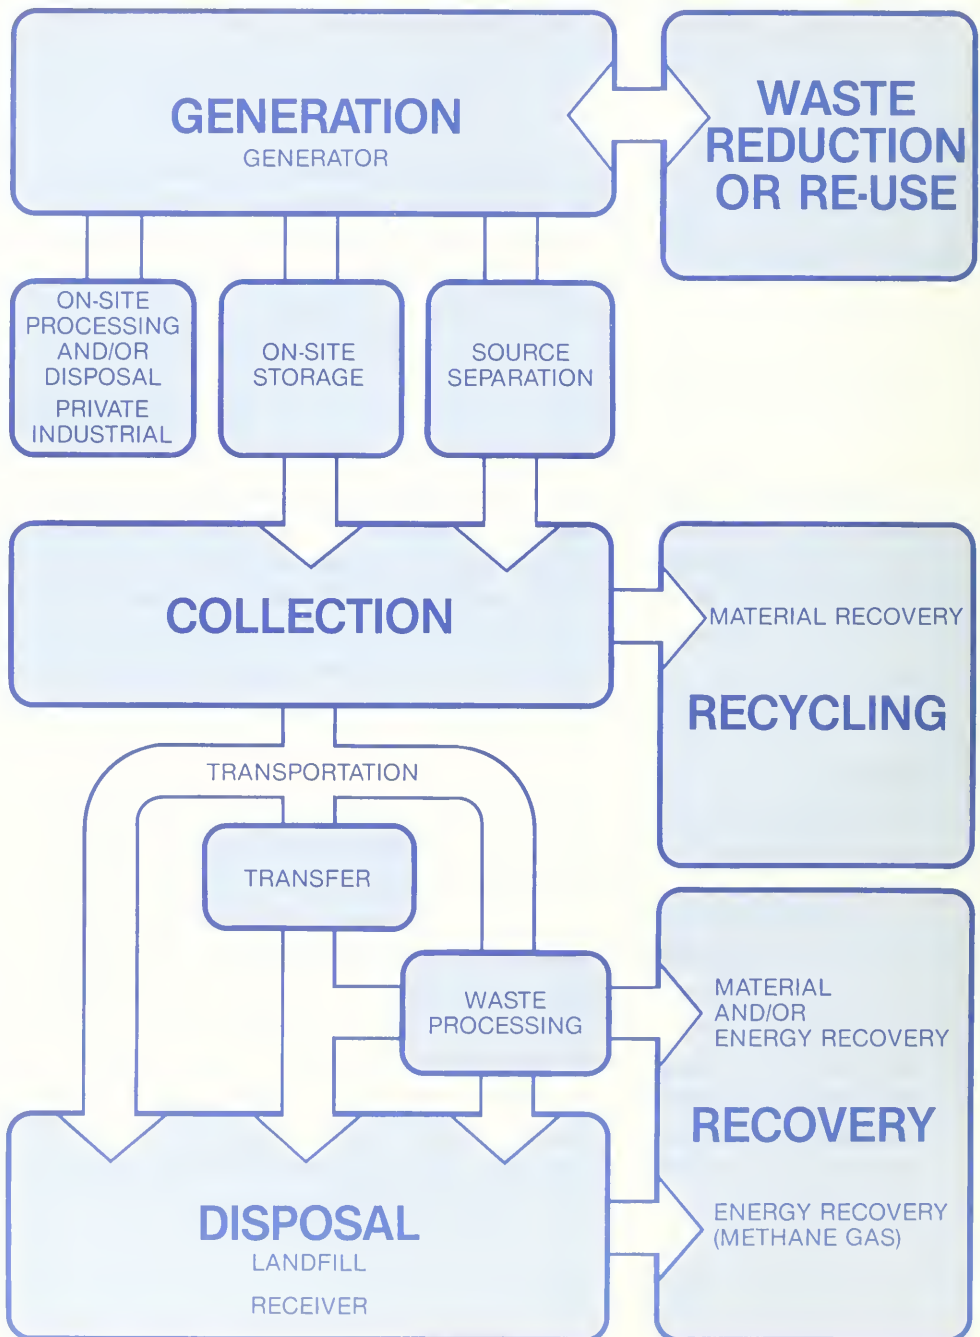 GENERATION
GENERATOR
WASTE
REDUCTION
OR RE-USE
ON-SITE
PROCESSING
AND/OR
DISPOSAL
PRIVATE
INDUSTRIAL
ON-SITE
STORAGE
SOURCE
SEPARATION
COLLECTION
MATERIAL RECOVERY
RECYCLING
TRANSPORTATION
TRANSFER
WASTE
PROCESSING
MATERIAL
AND/OR
ENERGY RECOVERY
RECOVERY
DISPOSAL
LANDFILL
RECEIVER
ENERGY RECOVERY
(METHANE GAS)